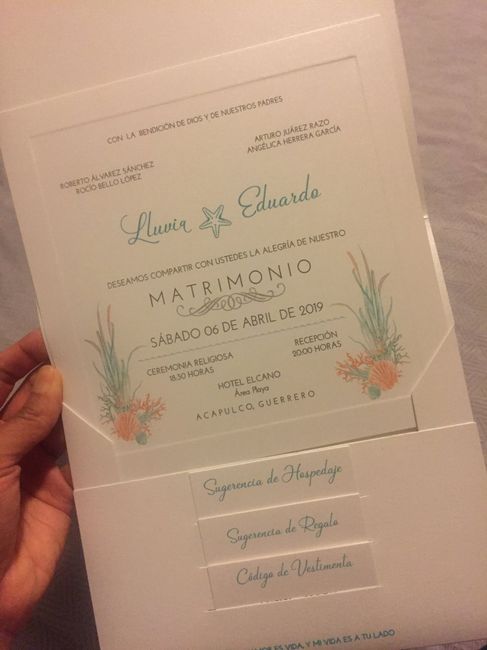 CON LA BENDICIÓN DE DIOS Y DE NUESTROS PADRES
ROBERTO ÁLVAREZ SÁNCHEZ
ROCÍO BELLO LÓPEZ
ARTURO JUÁREZ RAZO
ANGÉLICA HERRERA GARCÍA
Lluvia Eduardo
DESEAMOS COMPARTIR CON USTEDES LA ALEGRÍA DE NUESTRO
MATRIMONIO
SÁBADO 06 DE ABRIL DE 2019
CEREMONIA RELIGIOSA
18:30 HORAS
RECEPCIÓN
20:00 HORAS
HOTEL ELCANO
Área Playa
ACAPULCO, GUERRERO
Sugerencia de Hospedaje
Sugerencia de Regalo
Código de Vestimenta
ES VIDA, Y MI VIDA ES A TU LADO